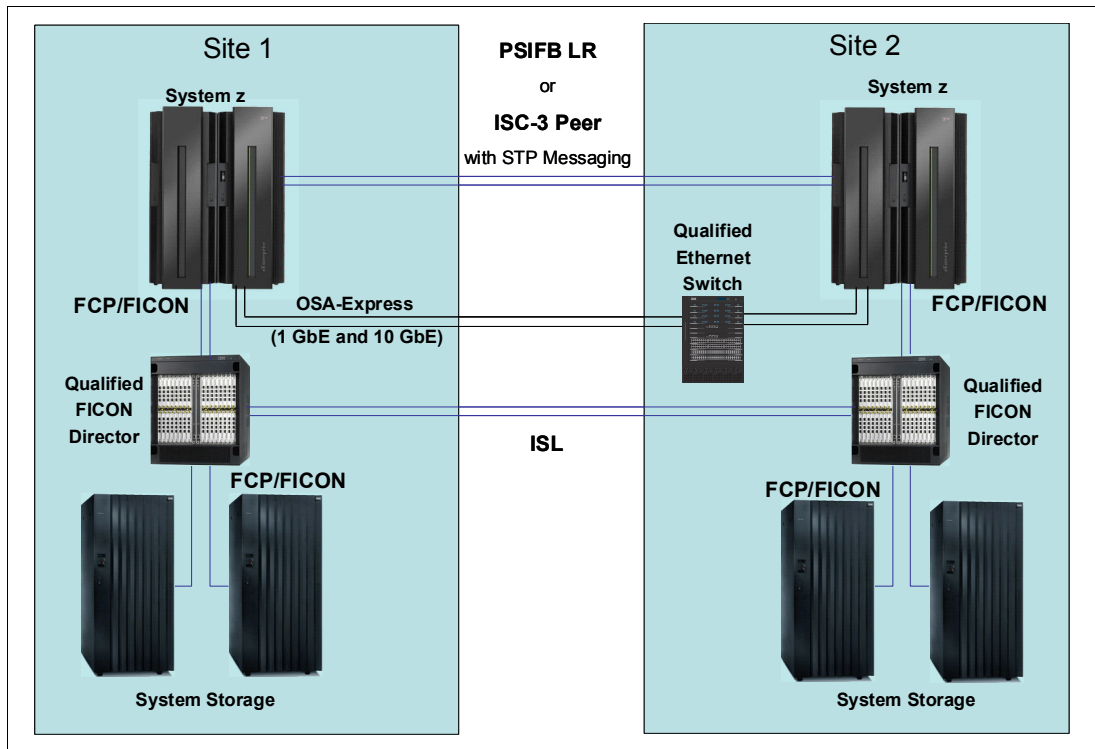 Site 1
PSIFB LR
or
ISC-3 Peer
with STP Messaging
Site 2
System z
System z
Qualified
Ethernet
Switch
FCP/FICON
OSA-Express
(1 GbE and 10 GbE)
FCP/FICON
Qualified
FICON
Director
ISL
Qualified
FICON
Director
FCP/FICON
FCP/FICON
System Storage
System Storage